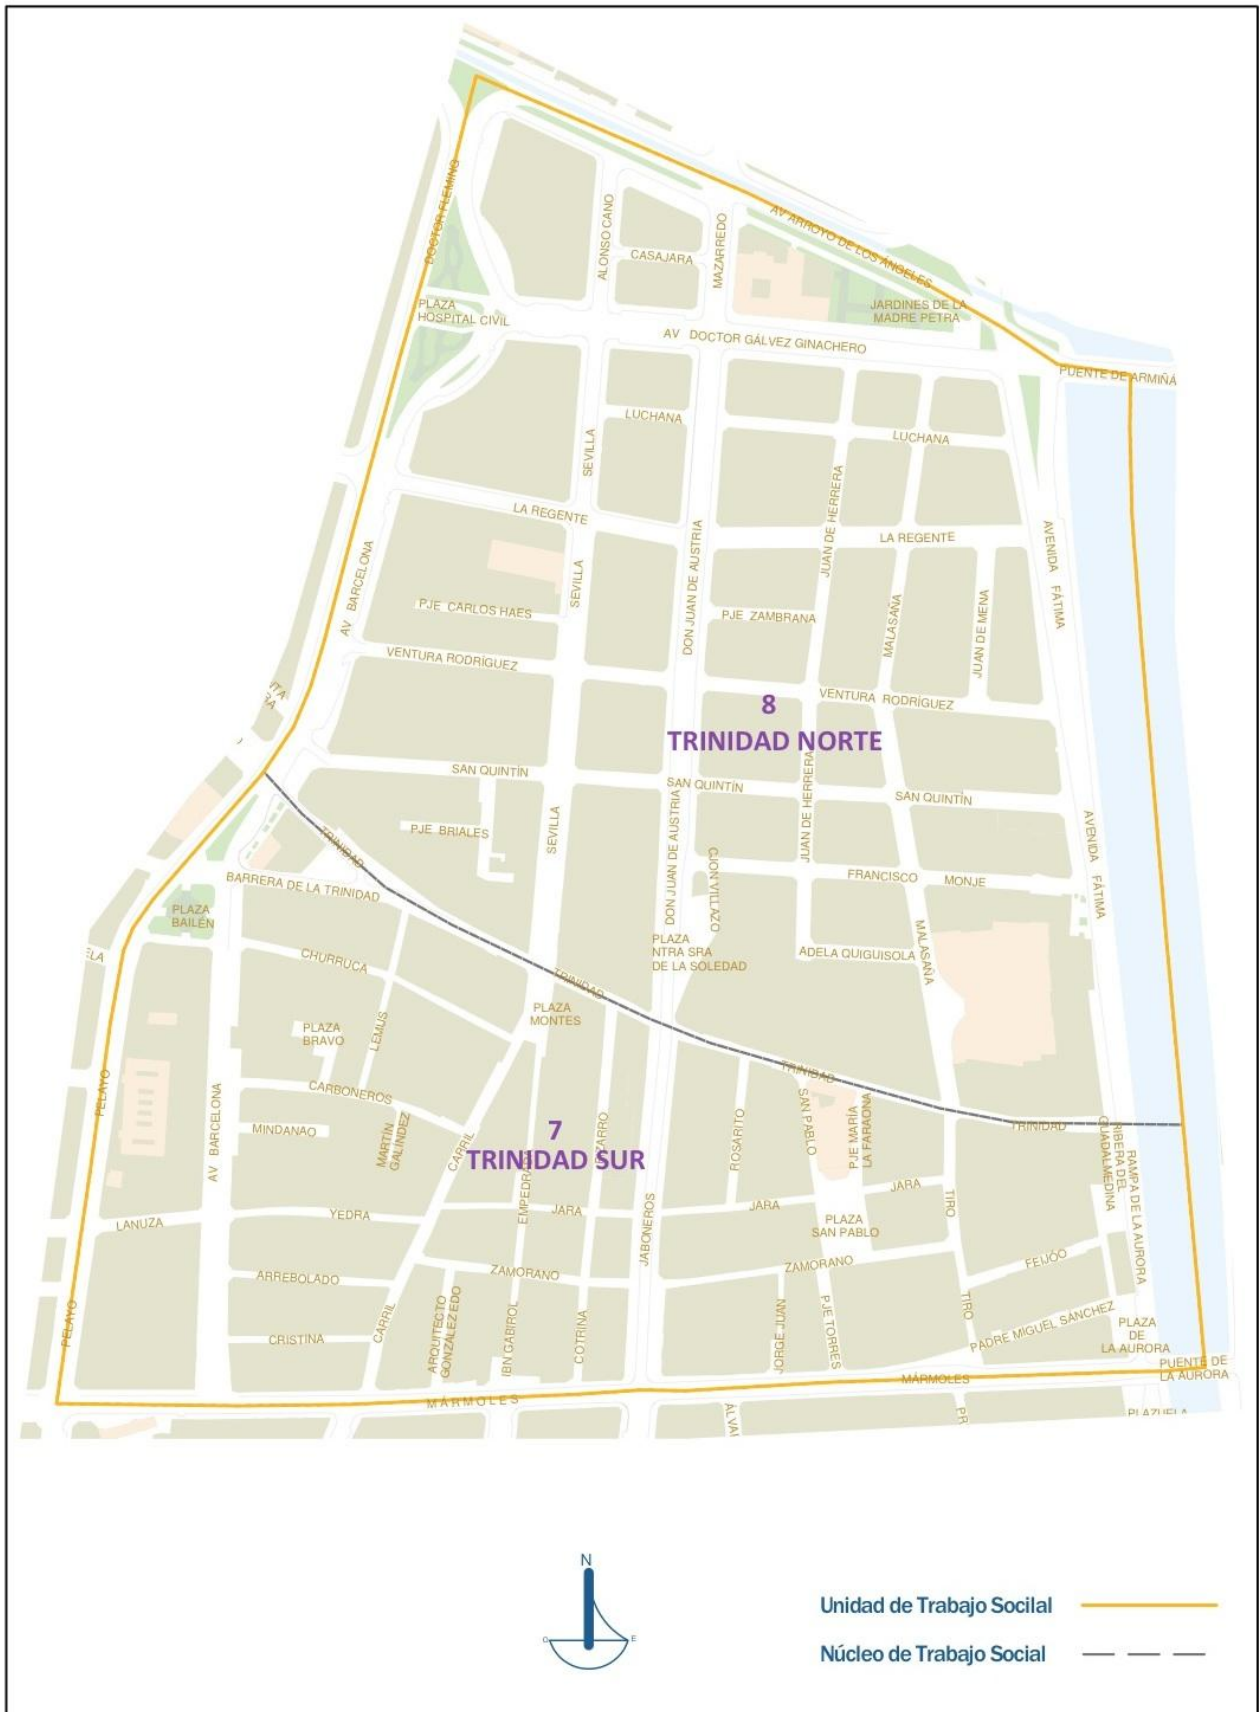 DOCTOR FLEMING
ALONSO CANO
CASAJARA
MAZARREDO
AV ARROYO DE LOS ÁNGELES
JARDINES DE LA
MADRE PETRA
PLAZA
HOSPITAL CIVIL
AV DOCTOR GÁLVEZ GINACHERO
PUENTE DE ARMIÑÁ
LUCHANA
LUCHANA
SEVILLA
LA REGENTE
LA REGENTE
JUAN DE HERRERA
DON JUAN DE AUSTRIA
AVENIDA FÁTIMA
AV BARCELONA
SEVILLA
PJE CARLOS HAES
PJE ZAMBRANA
MALASAÑA
JUAN DE MENA
VENTURA RODRÍGUEZ
VENTURA RODRÍGUEZ
8
TRINIDAD NORTE
SAN QUINTÍN
SAN QUINTÍN
SAN QUINTÍN
JUAN DE HERRERA
DON JUAN DE AUSTRIA
SEVILLA
PJE BRIALES
TRINIDAD
AVENIDA FÁTIMA
BARRERA DE LA TRINIDAD
CJON VILLAZO
FRANCISCO MONJE
PLAZA
BAILÉN
MALASAÑA
PLAZA
NTRA SRA
DE LA SOLEDAD
ADELA QUIGUISOLA
ELA
CHURRUCA
TRINIDAD
PLAZA
MONTES
PLAZA
BRAVO
LEMUS
TRINIDAD
PELAYO
AV BARCELONA
CARBONEROS
MINDANAO
MARTÍN
GALÍNDEZ
CARRIL
7
TRINIDAD SUR
ROSARITO
SAN PABLO
PJE MARÍA
LA FARAONA
TRINIDAD
RIBERA DEL
GUADALMEDINA
RAMPA DE LA AURORA
LANUZA
YEDRA
JARA
JARA
JARA
TIRO
JABONEROS
PLAZA
SAN PABLO
ARREBOLADO
ZAMORANO
ZAMORANO
FEIJÓO
PELAYO
CRISTINA
CARRIL
ARQUITECTO
GONZÁLEZ EDO
IBN GABIROL
COTRINA
JORGE JUAN
PJE TORRES
TIRO
PADRE MIGUEL SÁNCHEZ
PLAZA
DE
LA AURORA
PUENTE DE
LA AURORA
MÁRMOLES
MÁRMOLES
PR
N
O
E
Unidad de Trabajo Socilal
Núcleo de Trabajo Social